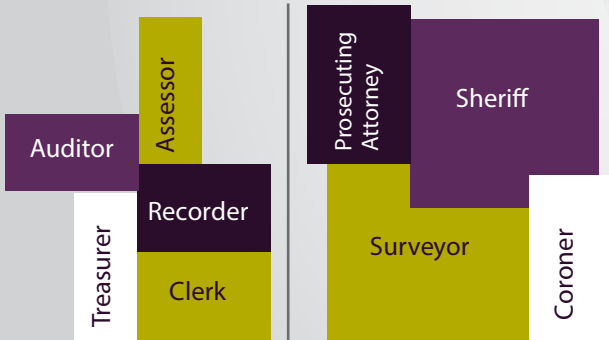 Assessor
Auditor
Recorder
Treasurer
Clerk
Prosecuting
Attorney
Sheriff
Surveyor
Coroner